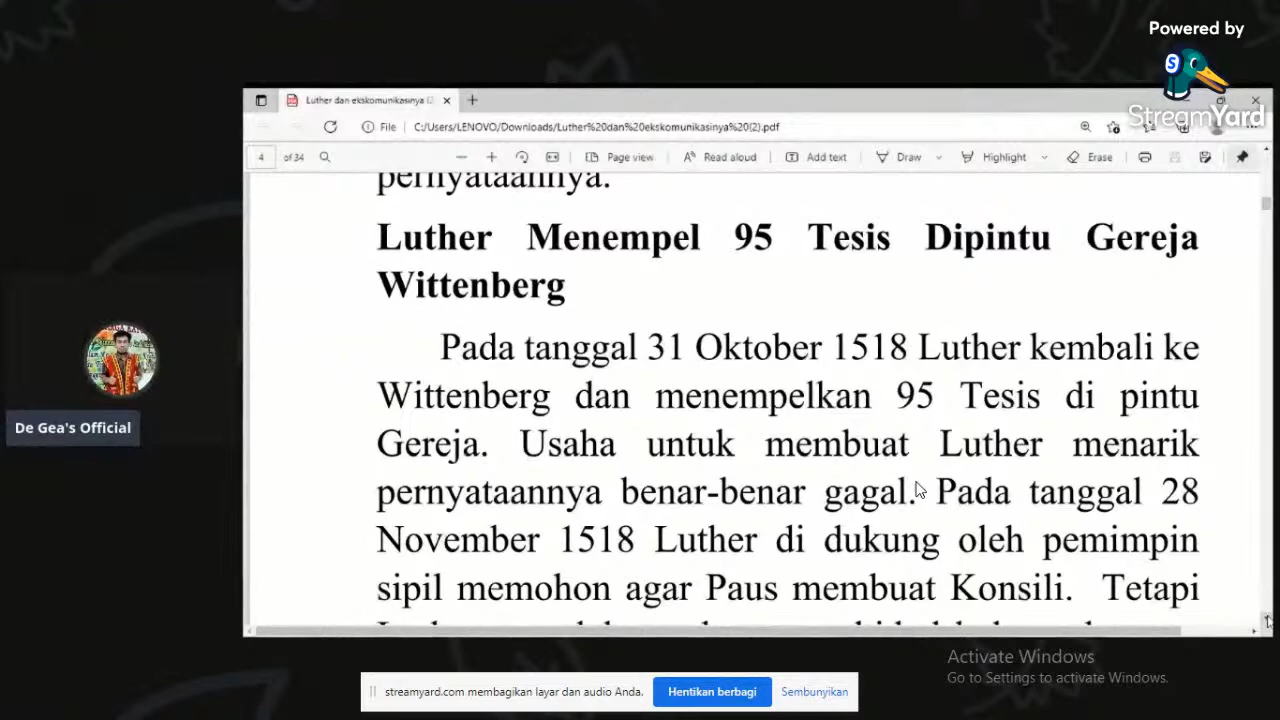 Powered by
StreamYard
Luther dan ekskomunikasinya (2
File C:/Users/LENOVO/Downloads/Luther%20dan%20ekskomunikasinya%20(2).pdf
4 of 34 Page view Read aloud Add text Draw Highlight Erase
pernyataannya.
Luther Menempel 95 Tesis Dipintu Gereja
Wittenberg
Pada tanggal 31 Oktober 1518 Luther kembali ke
Wittenberg dan menempelkan 95 Tesis di pintu
Gereja. Usaha untuk membuat Luther menarik
pernyataannya benar-benar gagal. Pada tanggal 28
November 1518 Luther di dukung oleh pemimpin
sipil memohon agar Paus membuat Konsili. Tetapi
De Gea's Official
Activate Windows
Go to Settings to activate Windows.
streamyard.com membagikan layar dan audio Anda. Hentikan berbagi Sembunyikan